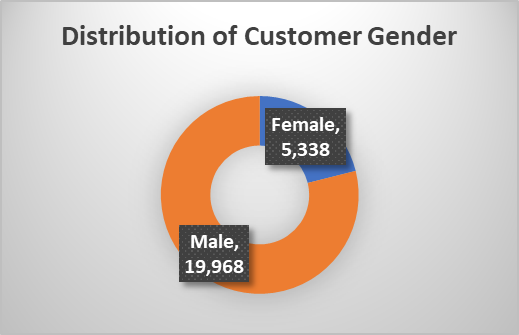 Distribution of Customer Gender
Female,
5,338
Male,
19,968